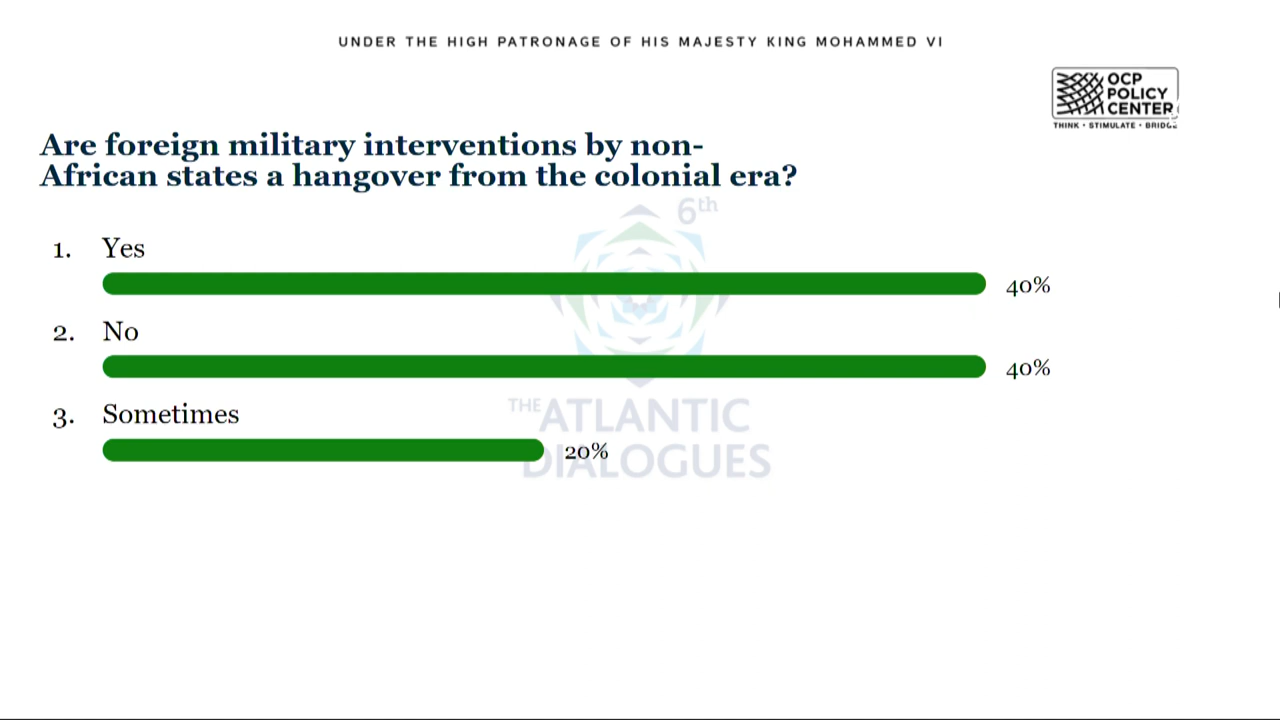 UNDER THE HIGH PATRONAGE OF HIS MAJESTY KING MOHAMMED VI
OCP
POLICY
CENTER
THINK • STIMULATE • BRIDGE
Are foreign military interventions by non-
African states a hangover from the colonial era?
6th
1. Yes
40%
2. No
40%
3. Sometimes
20%
THE ATLANTIC
DIALOGUES